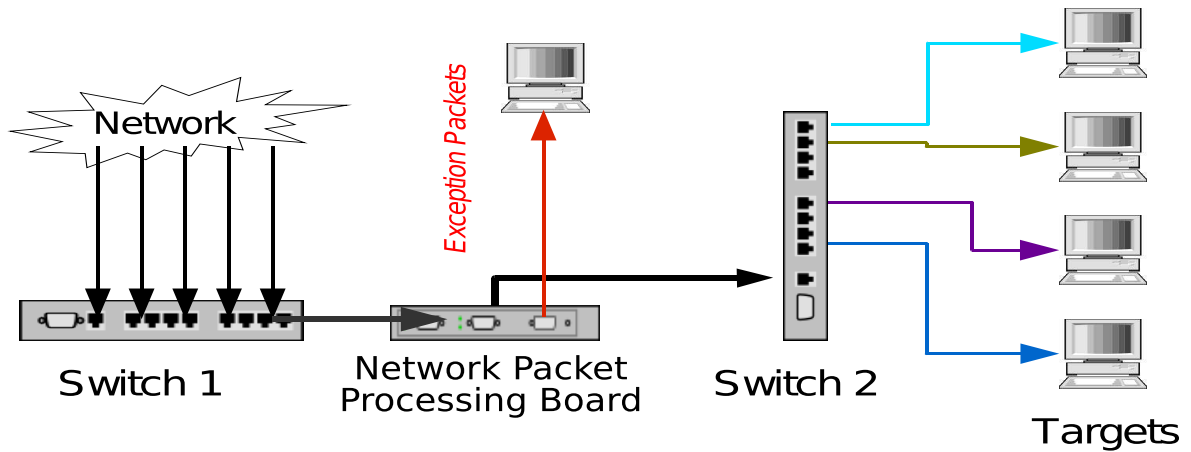 Network
Exception Packets
Switch 1
Network Packet
Processing Board
Switch 2
Targets